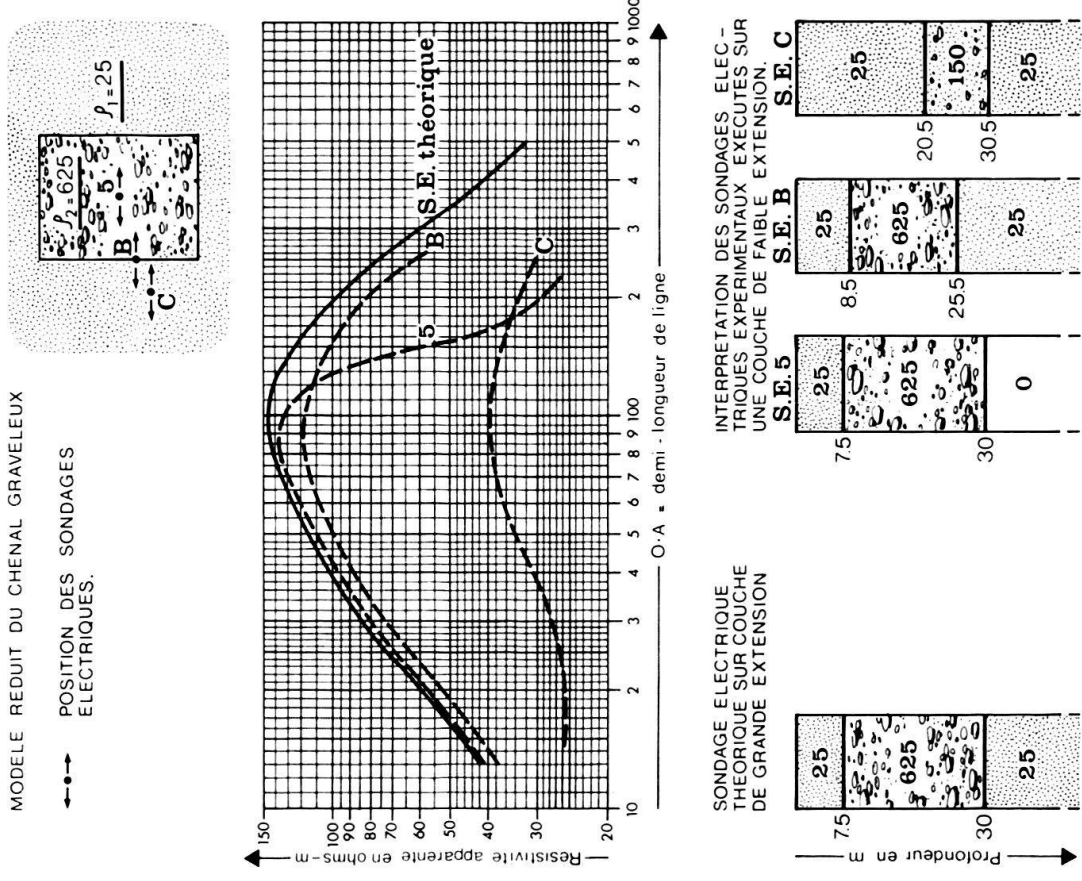 MODELE REDUIT DU CHENAL GRAVELEUX
POSITION DES SONDAGES
ELECTRIQUES.
ρ1=25
ρ2=625
5
B
C
Resistivite apparente en ohms-m
150
100
90
80
70
60
50
40
30
20
S.E. théorique
B
5
C
10
2
3
4
5
6
7
8
9
100
2
3
4
5
6
7
8
9
1000
O·A = demi-longueur de ligne
SONDAGE ELECTRIQUE
THEORIQUE SUR COUCHE
DE GRANDE EXTENSION
INTERPRETATION DES SONDAGES ELEC-
TRIQUES EXPERIMENTAUX EXECUTES SUR
UNE COUCHE DE FAIBLE EXTENSION.
Profondeur en m
7.5
30
25
625
25
S.E.5
7.5
30
25
625
0
S.E.B
8.5
25.5
25
625
25
S.E.C
20.5
30.5
25
150
25